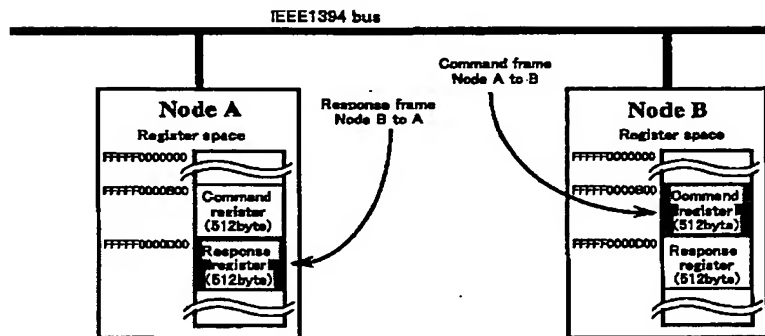 IEEE1394 bus
Command frame
Node A to B
Response frame
Node B to A
Node A
Register space
FFFFF0000000
FFFFF0000B00
Command
register
(512byte)
FFFFF0000D00
Response
register
(512byte)
Node B
Register space
FFFFF0000000
FFFFF0000B00
Command
register
(512byte)
FFFFF0000D00
Response
register
(512byte)